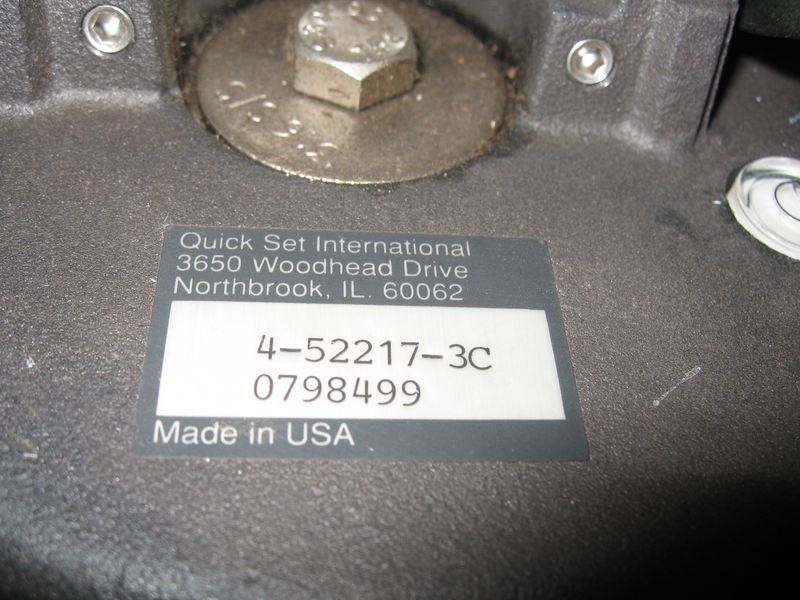 Quick Set International
3650 Woodhead Drive
Northbrook, IL. 60062
4-52217-3C
0798499
Made in USA